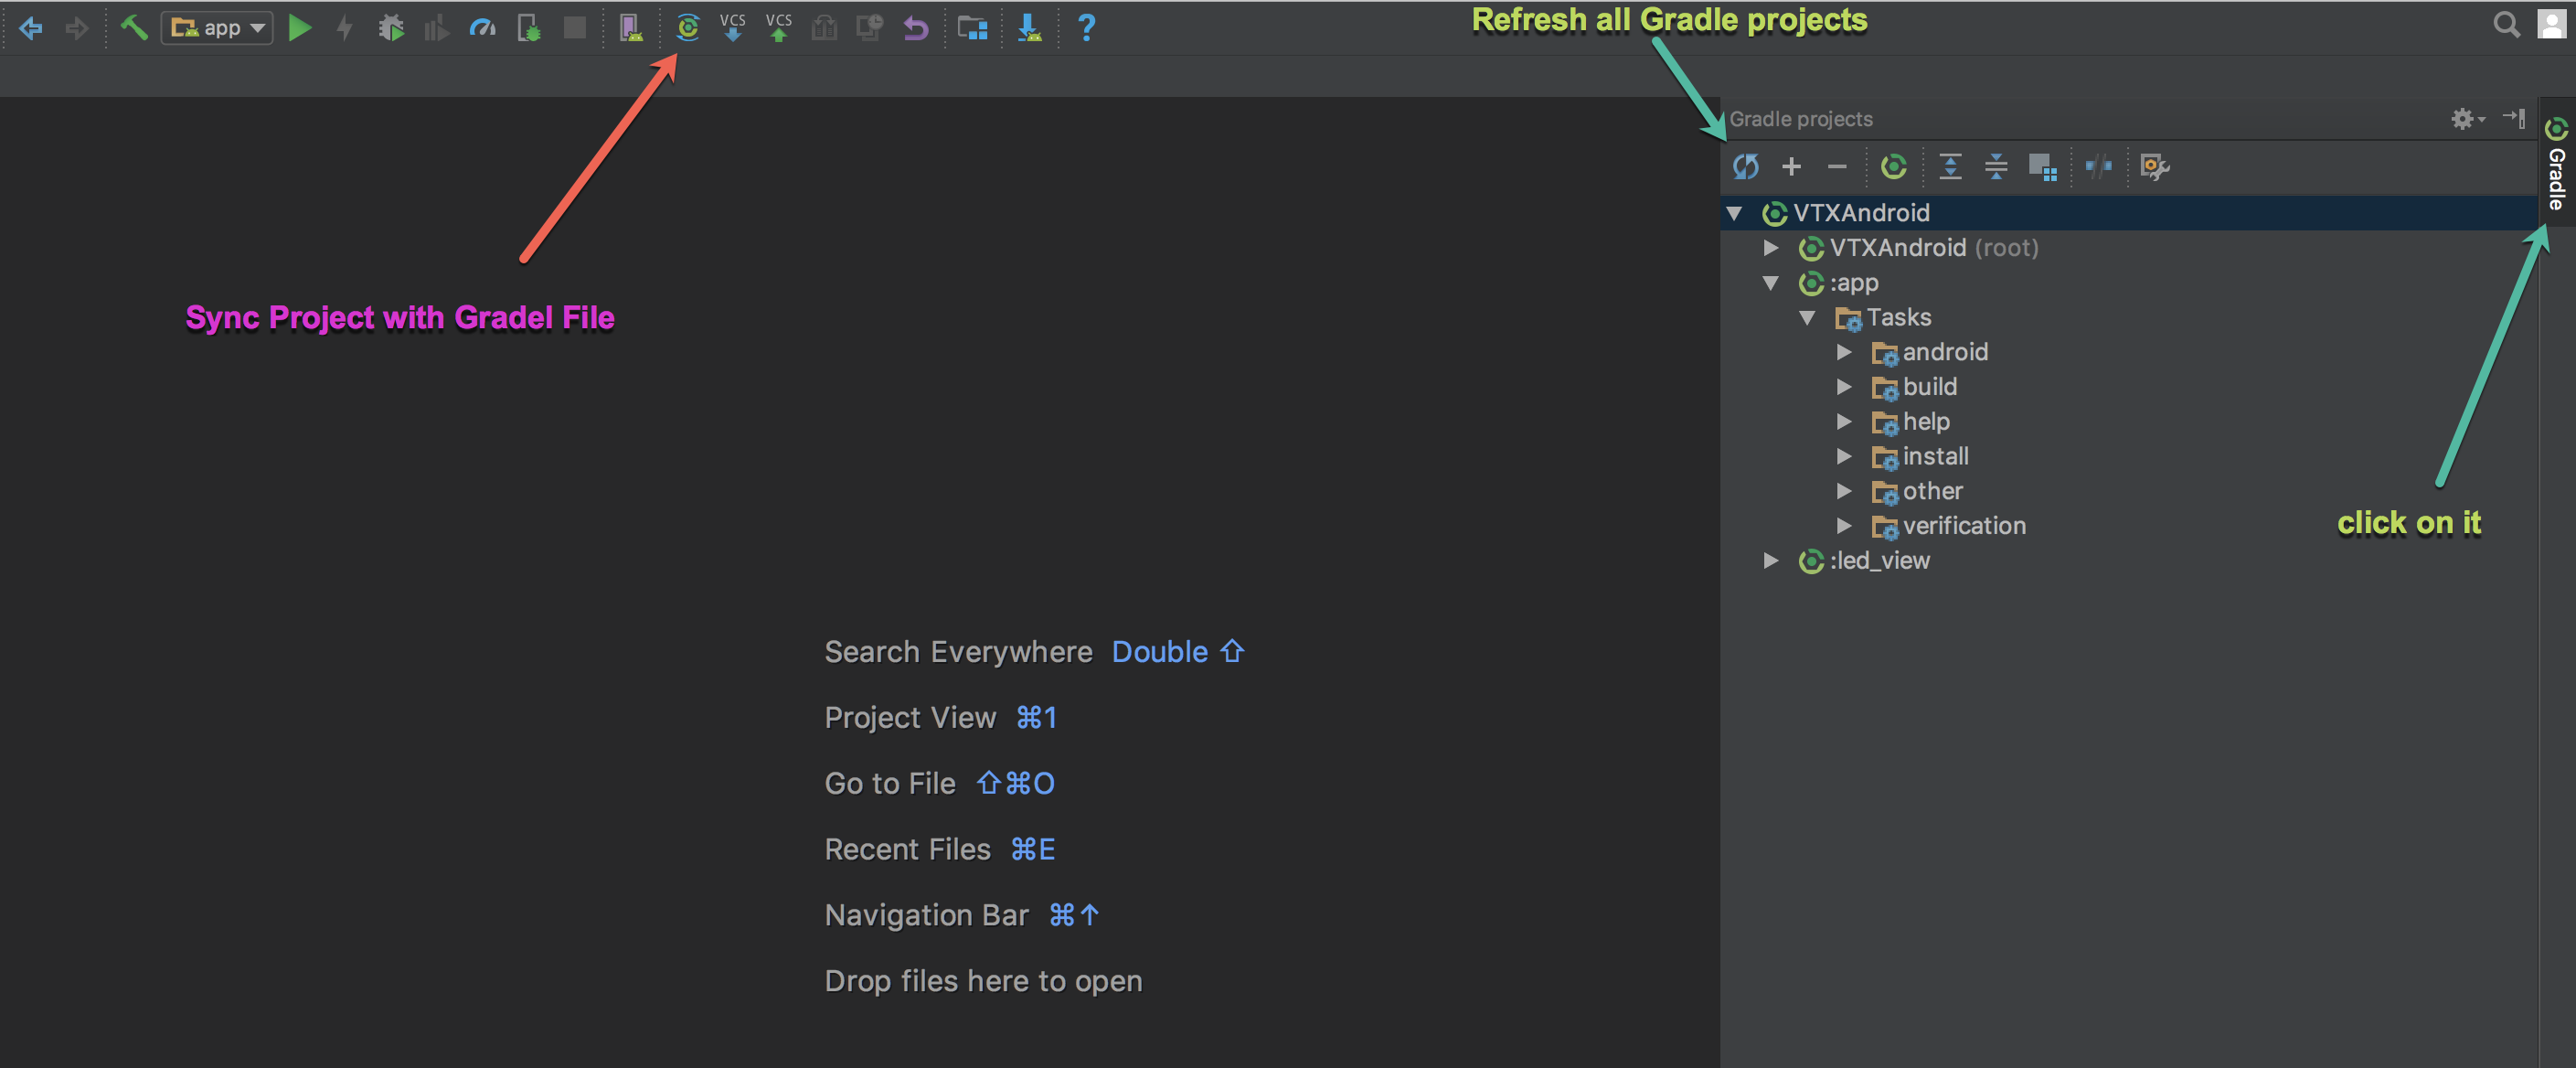 app
VCS
VCS
?
Refresh all Gradle projects
Gradle projects
Gradle
VTXAndroid
VTXAndroid (root)
:app
Tasks
android
build
help
install
other
verification
:led_view
Sync Project with Gradel File
click on it
Search Everywhere Double ⇧
Project View ⌘1
Go to File ⇧⌘O
Recent Files ⌘E
Navigation Bar ⌘↑
Drop files here to open